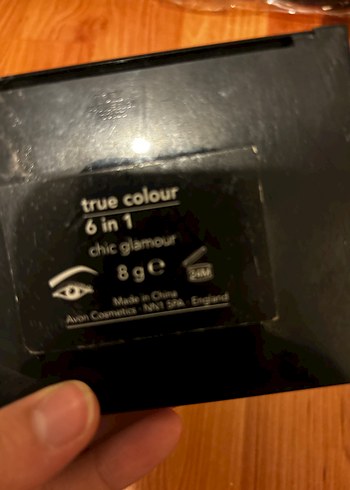 true colour
6 in 1
chic glamour
8 g ℮
24M
Made in China
Avon Cosmetics · NN1 5PA · England